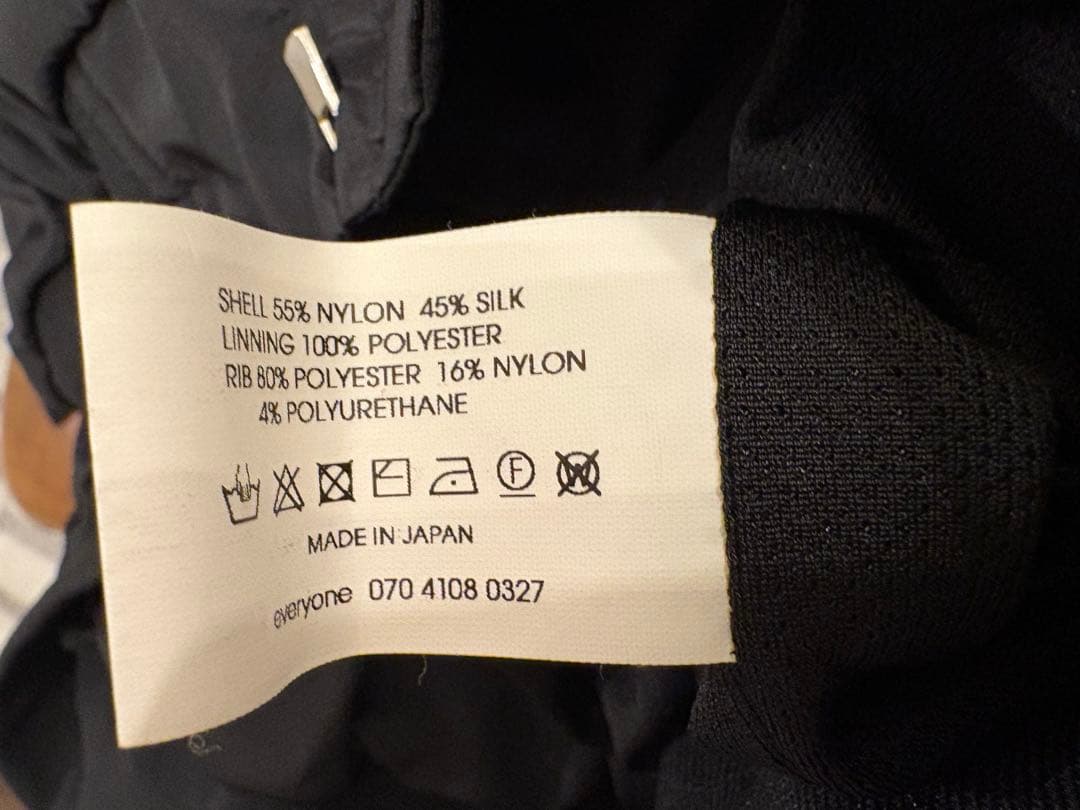 SHELL 55% NYLON 45% SILK
LINNING 100% POLYESTER
RIB 80% POLYESTER 16% NYLON
4% POLYURETHANE
F W
MADE IN JAPAN
everyone 070 4108 0327